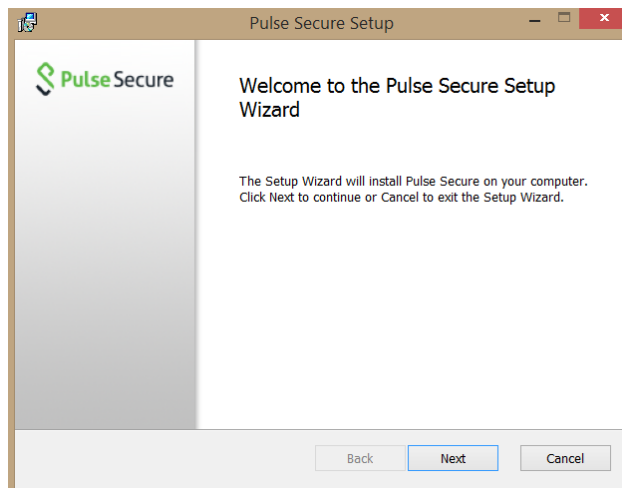 Pulse Secure Setup
Pulse Secure
Welcome to the Pulse Secure Setup
Wizard
The Setup Wizard will install Pulse Secure on your computer.
Click Next to continue or Cancel to exit the Setup Wizard.
Back Next Cancel